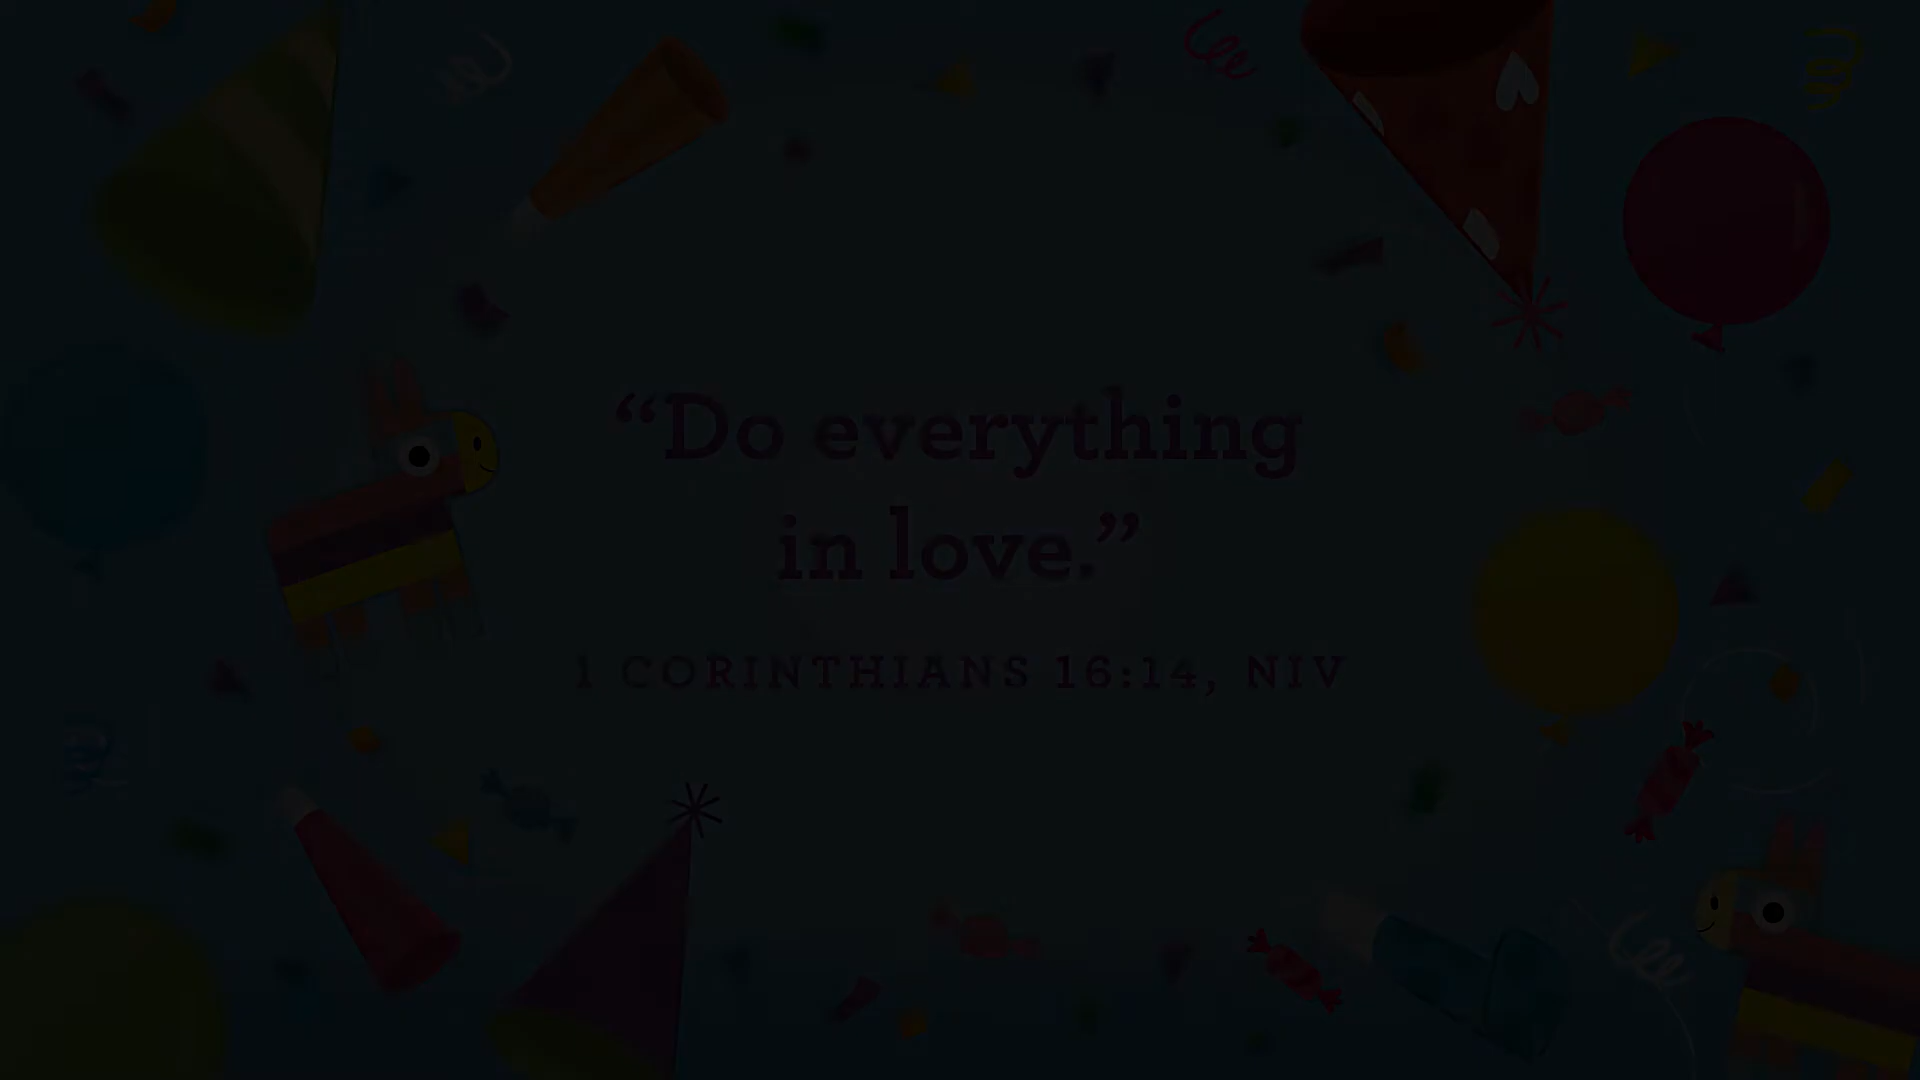 “Do everything
in love.”
1 CORINTHIANS 16:14, NIV